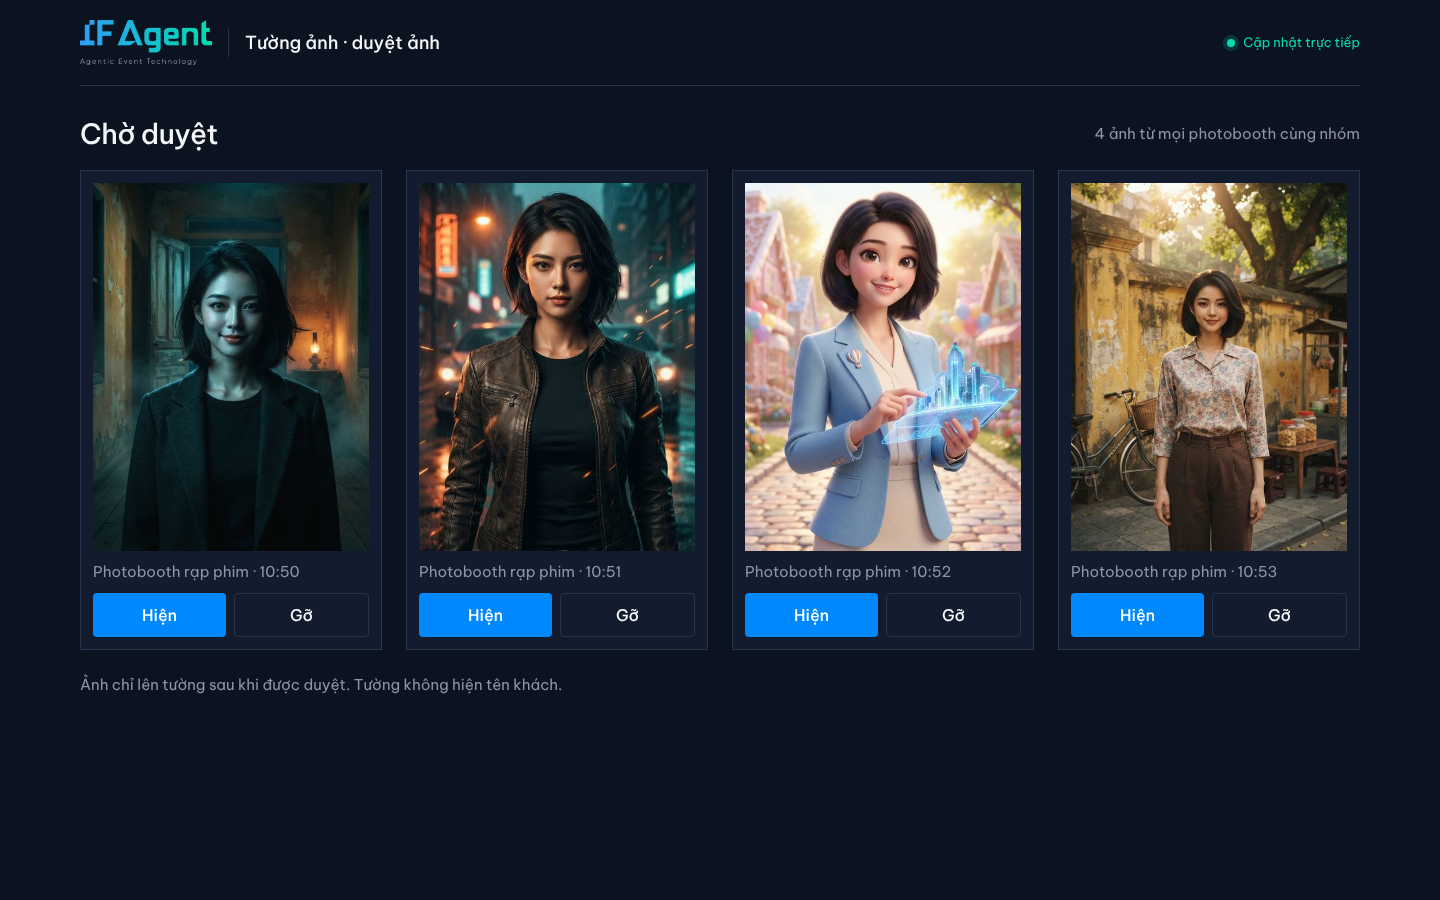 IF Agent
Agentic Event Technology
Tường ảnh · duyệt ảnh
Cập nhật trực tiếp
Chờ duyệt
4 ảnh từ mọi photobooth cùng nhóm
Photobooth rạp phim · 10:50
Photobooth rạp phim · 10:51
Photobooth rạp phim · 10:52
Photobooth rạp phim · 10:53
Hiện Gỡ
Hiện Gỡ
Hiện Gỡ
Hiện Gỡ
Ảnh chỉ lên tường sau khi được duyệt. Tường không hiện tên khách.